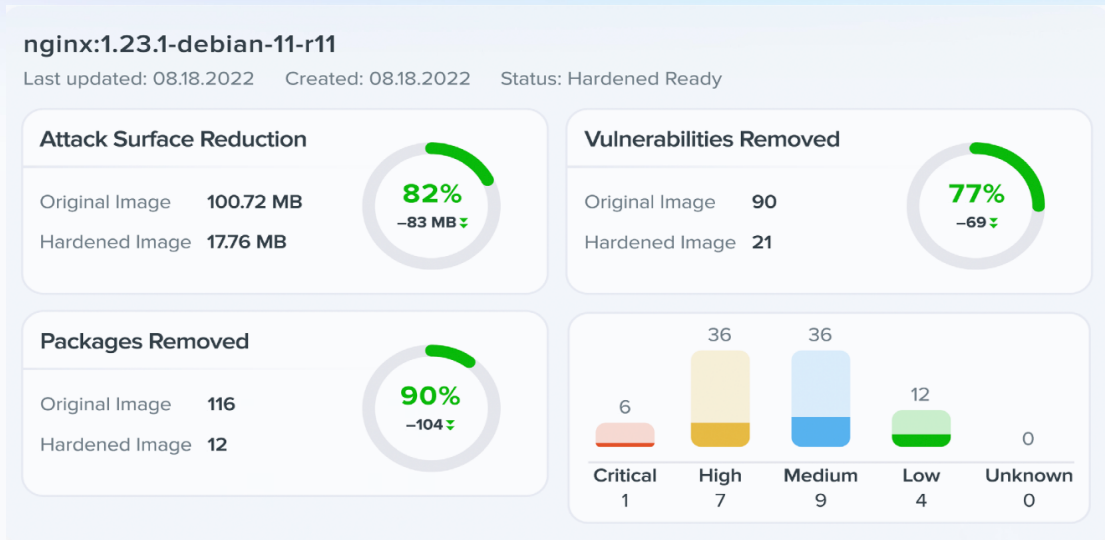 nginx:1.23.1-debian-11-r11
Last updated: 08.18.2022 Created: 08.18.2022 Status: Hardened Ready
Attack Surface Reduction
Original Image 100.72 MB
Hardened Image 17.76 MB
82%
–83 MB
Vulnerabilities Removed
Original Image 90
Hardened Image 21
77%
–69
Packages Removed
Original Image 116
Hardened Image 12
90%
–104
6 36 36 12 0
Critical High Medium Low Unknown
1 7 9 4 0